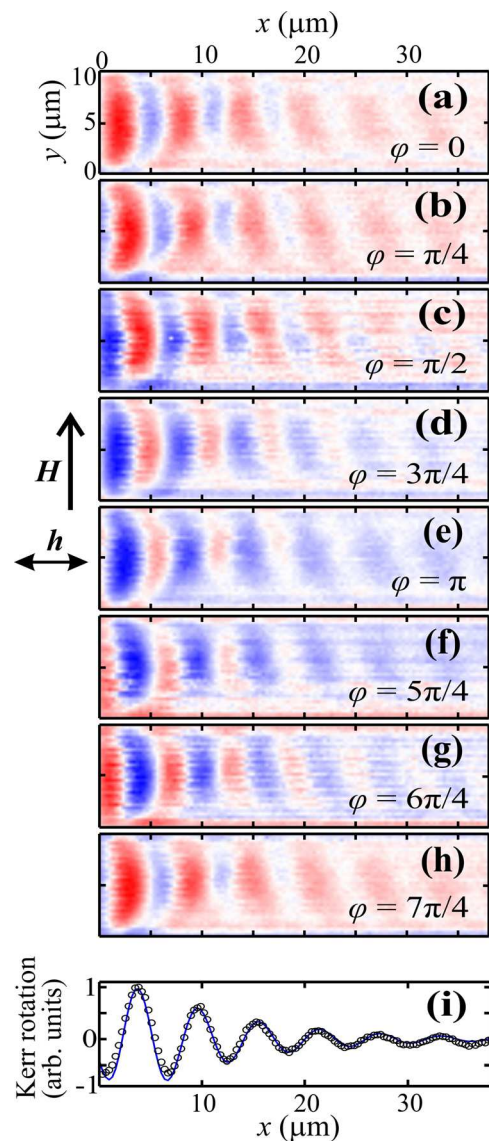 x (μm)
0 10 20 30
10
y (μm)
0
(a)
φ = 0
(b)
φ = π/4
(c)
φ = π/2
(d)
φ = 3π/4
H
h
(e)
φ = π
(f)
φ = 5π/4
(g)
φ = 6π/4
(h)
φ = 7π/4
(i)
Kerr rotation
(arb. units)
1
0
-1
10 20 30
x (μm)